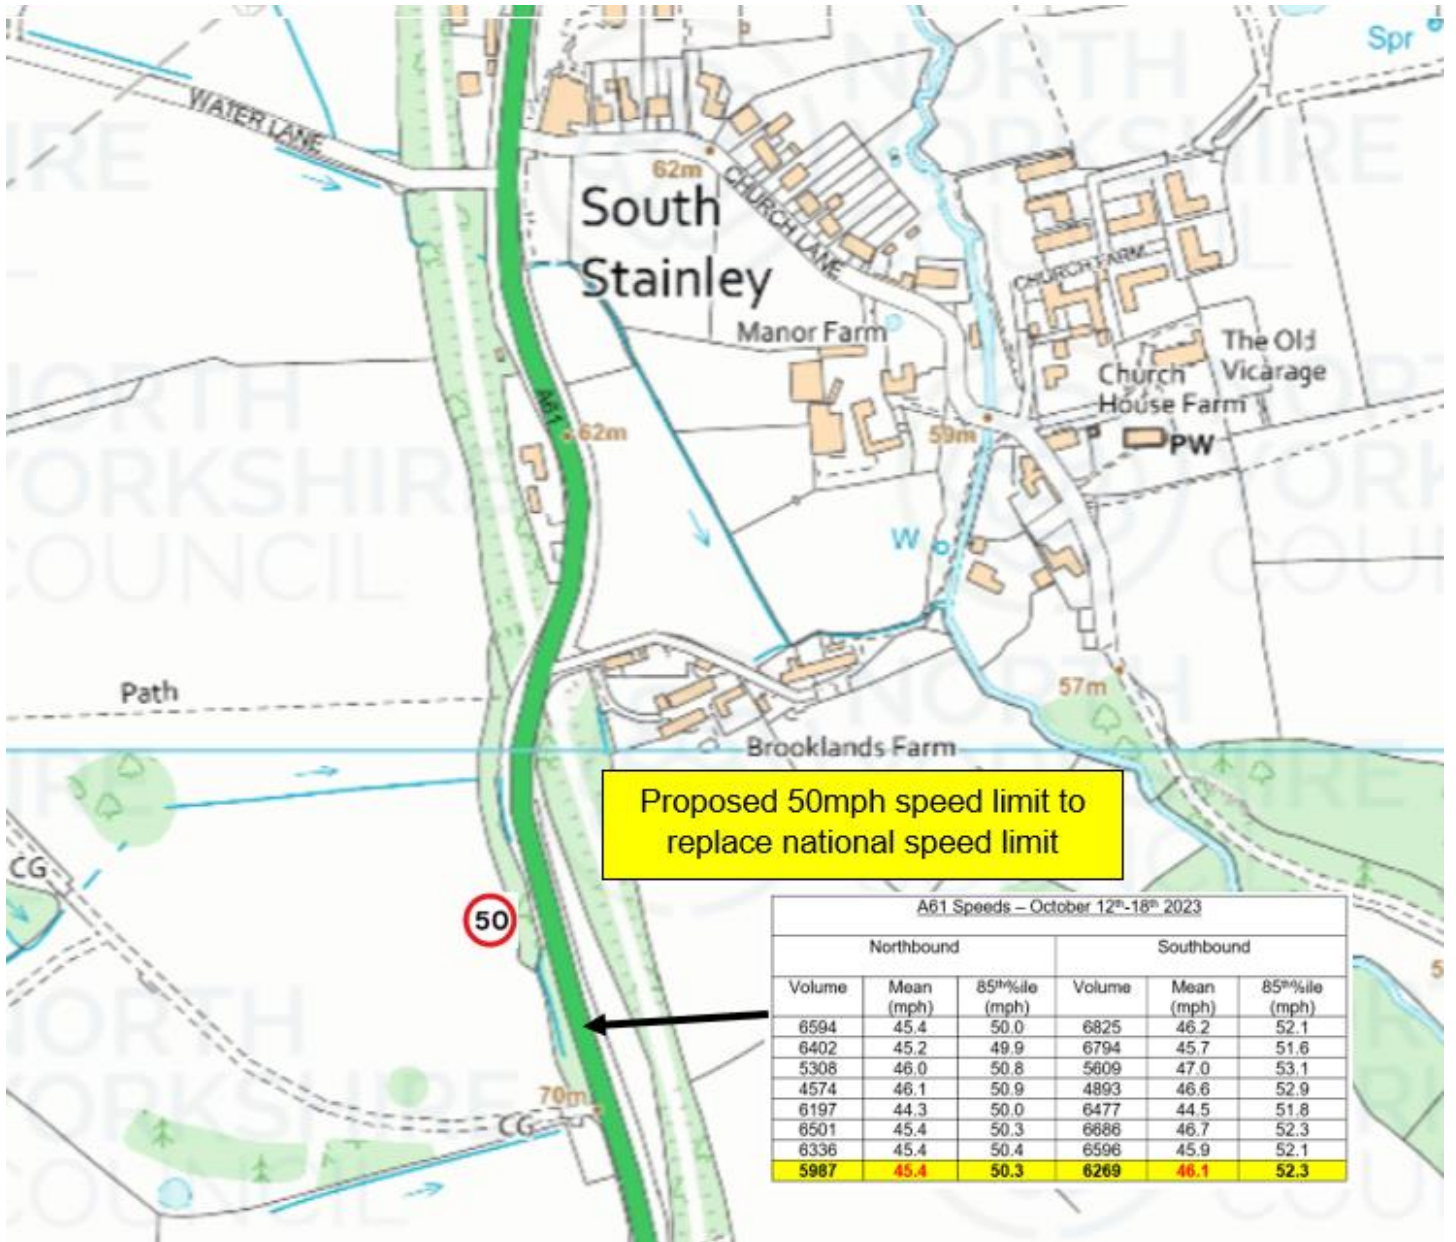 Spr
WATER LANE
62m
South
Stainley
CHURCH LANE
CHURCH FARM
Manor Farm
The Old
Vicarage
Church
House Farm
A61
62m
59m
PW
W
Path
57m
Brooklands Farm
Proposed 50mph speed limit to
replace national speed limit
CG
50
A61 Speeds – October 12th-18th 2023
Northbound Southbound
Volume Mean (mph) 85th%ile (mph) Volume Mean (mph) 85th%ile (mph)
6594 45.4 50.0 6825 46.2 52.1
6402 45.2 49.9 6794 45.7 51.6
5308 46.0 50.8 5609 47.0 53.1
4574 46.1 50.9 4893 46.6 52.9
6197 44.3 50.0 6477 44.5 51.8
6501 45.4 50.3 6686 46.7 52.3
6336 45.4 50.4 6596 45.9 52.1
5987 45.4 50.3 6269 46.1 52.3
5
70m
CG
NORTH
YORKSHIRE
COUNCIL